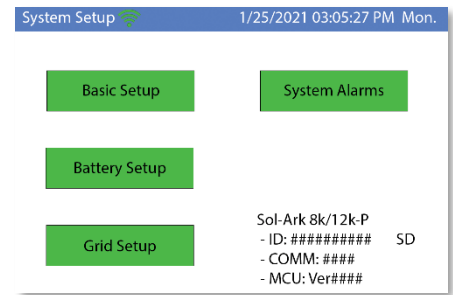 System Setup 1/25/2021 03:05:27 PM Mon.
Basic Setup
System Alarms
Battery Setup
Grid Setup
Sol-Ark 8k/12k-P
- ID: ########## SD
- COMM: ####
- MCU: Ver####